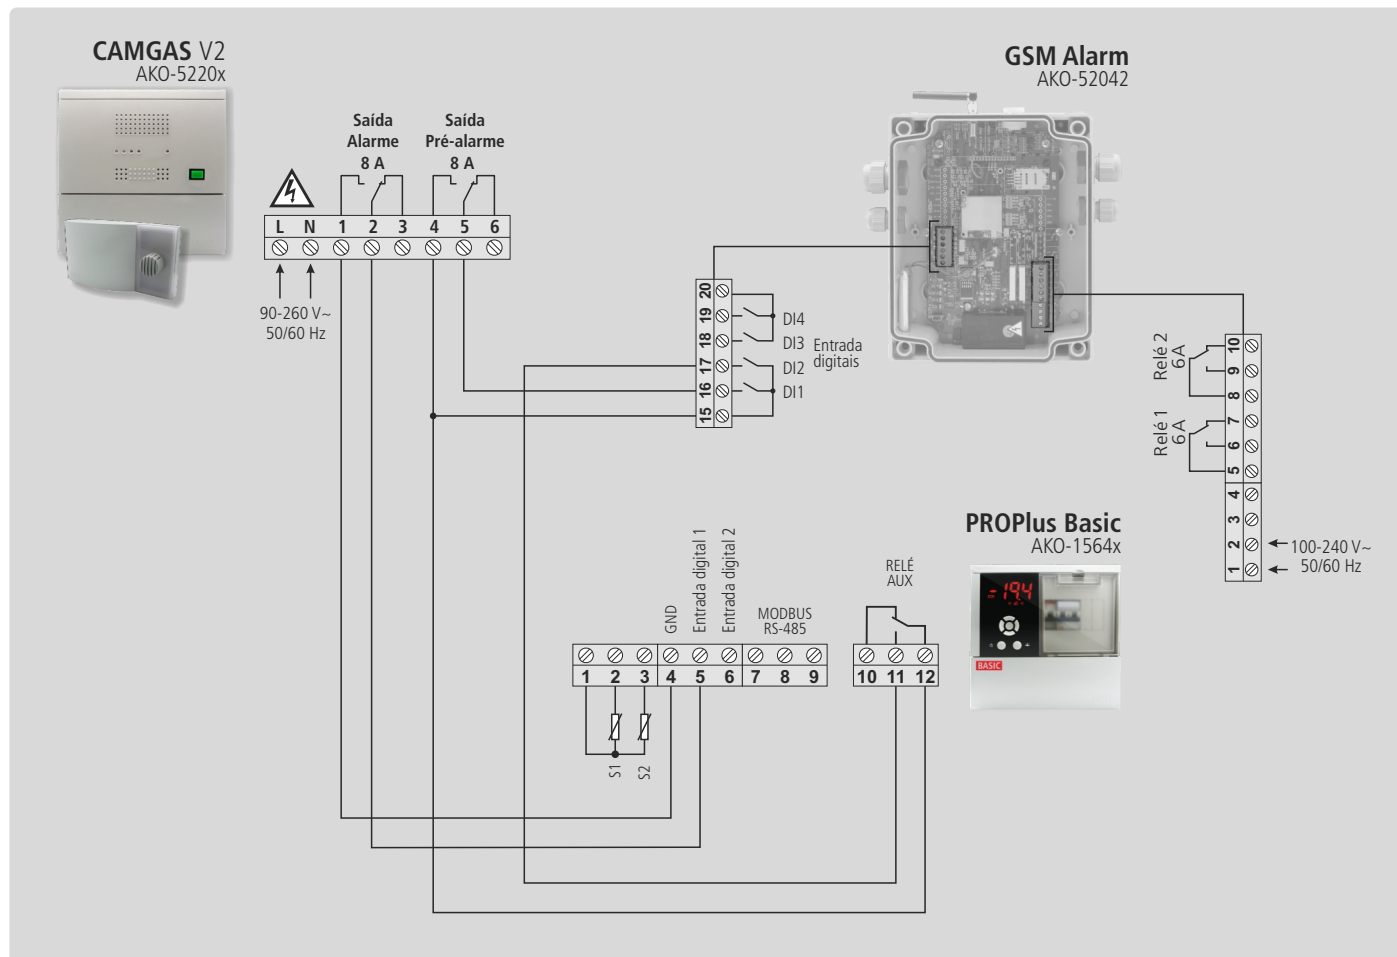 CAMGAS V2
AKO-5220x
GSM Alarm
AKO-52042
Saída
Alarme
8 A
Saída
Pré-alarme
8 A
L N 1 2 3 4 5 6
90-260 V~
50/60 Hz
20
19
18
17
16
15
DI4
DI3
DI2
DI1
Entrada
digitais
Relé 2
6A
Relé 1
6A
10
9
8
7
6
5
4
3
2
1
100-240 V~
50/60 Hz
PROPlus Basic
AKO-1564x
-19.4
BASIC
GND
Entrada digital 1
Entrada digital 2
MODBUS
RS-485
RELÉ
AUX
1 2 3 4 5 6 7 8 9
10 11 12
S1
S2